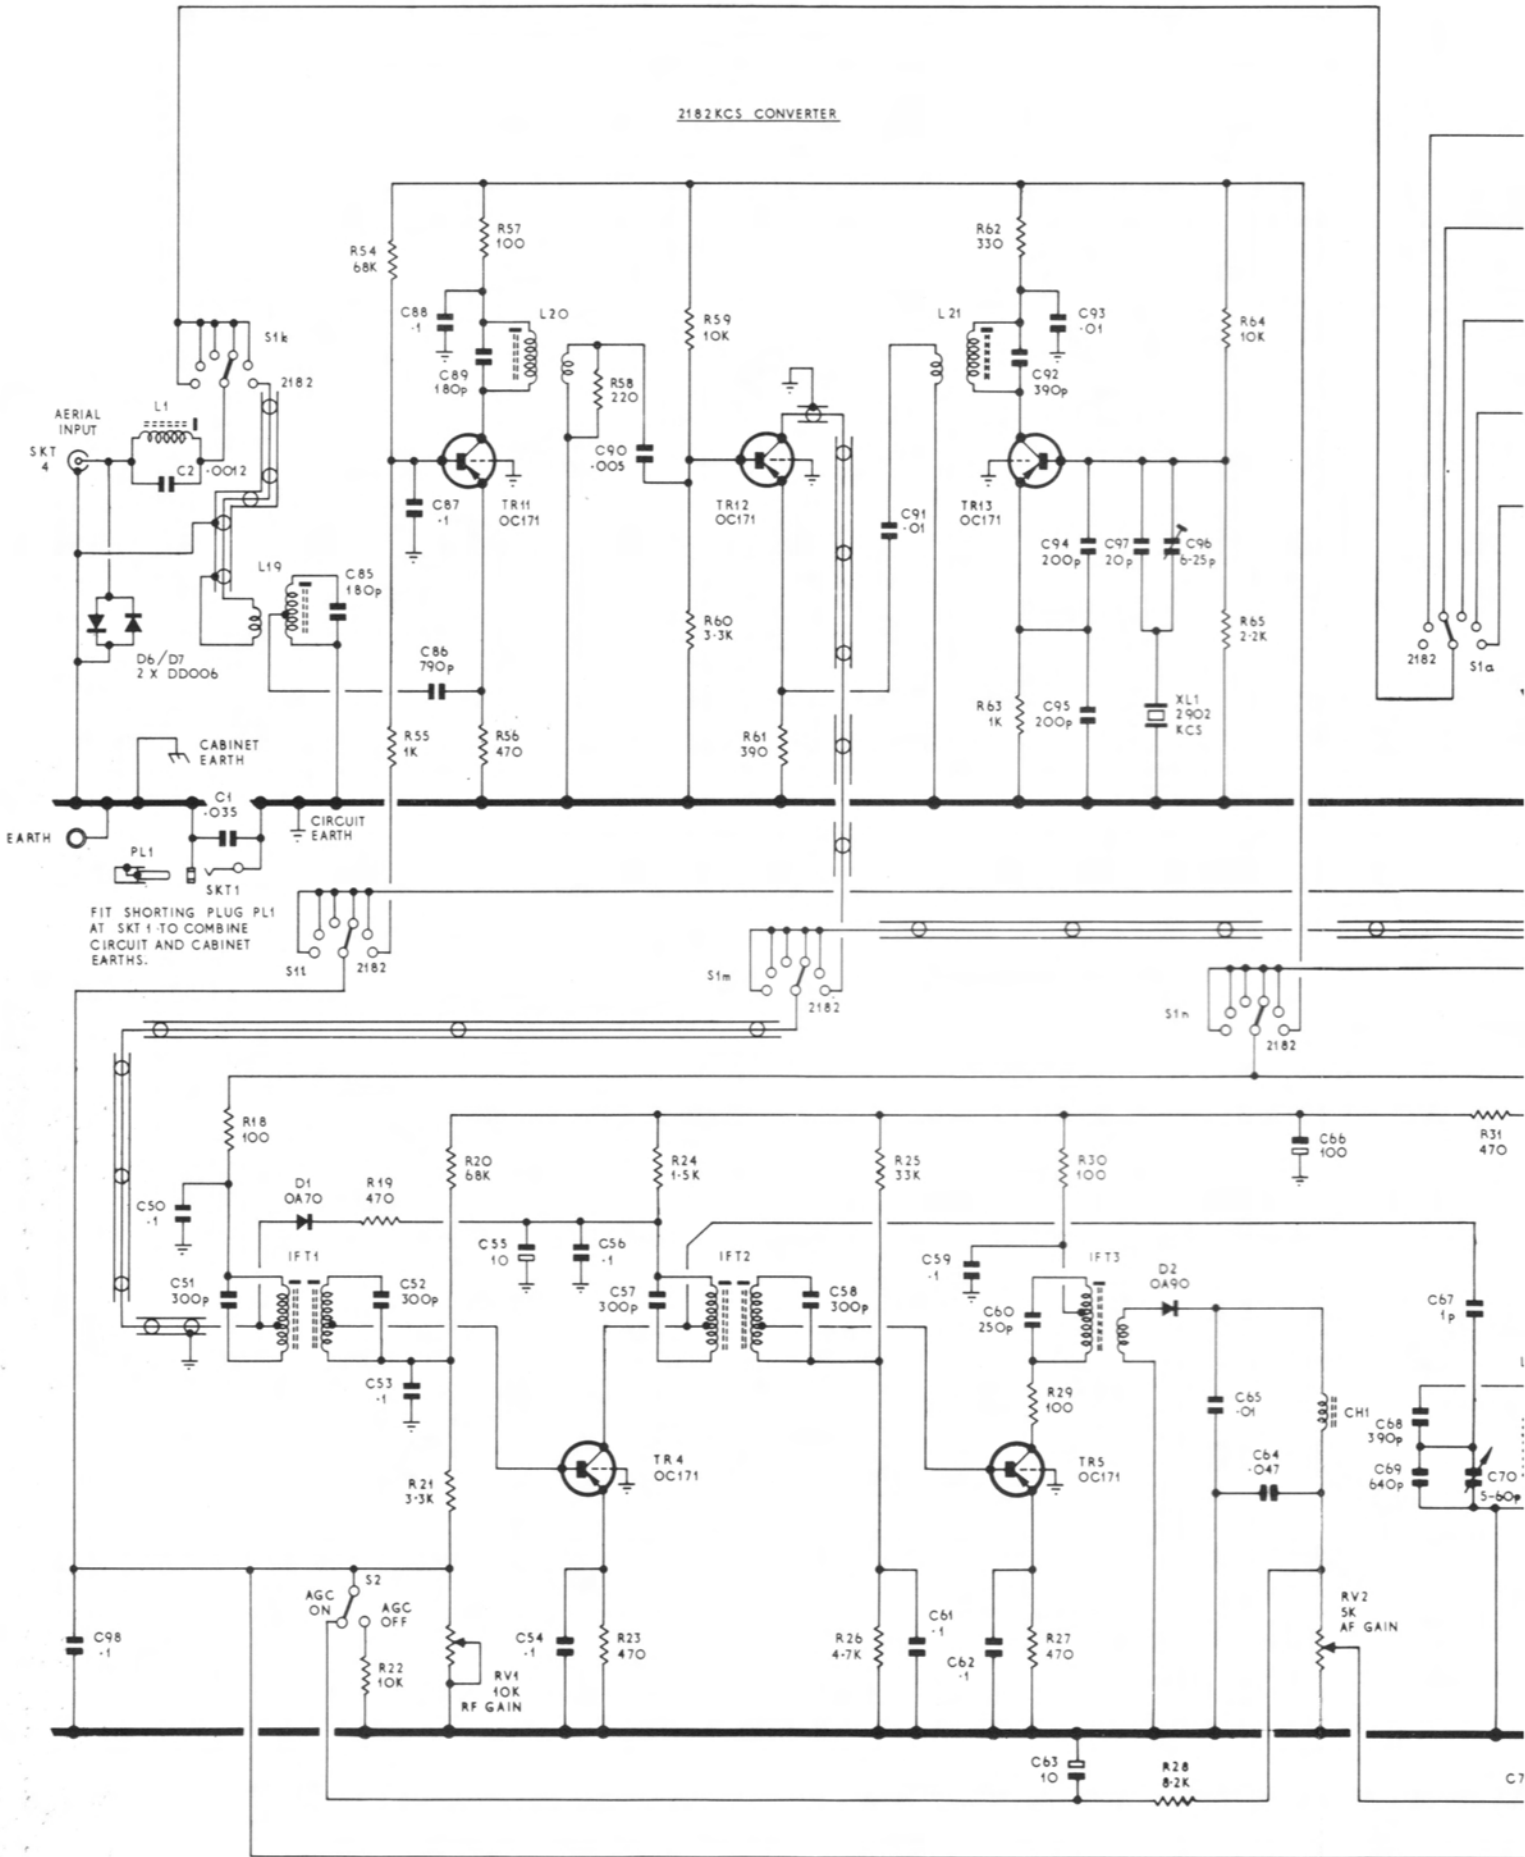 2182KCS CONVERTER
R57
100
R62
330
R54
68K
C88
.1
L20
R59
10K
L21
C93
.01
R64
10K
S1k
C89
180p
R58
220
C92
390p
2182
L1
AERIAL
INPUT
SKT
4
C2 .0012
C90
.005
C87
.1
TR11
OC171
TR12
OC171
C91
.01
TR13
OC171
C94
200p
C97
20p
C96
6-25p
L19
C85
180p
R60
3.3K
R65
2.2K
D6/D7
2 X DD006
C86
790p
2182
S1a
R55
1K
R56
470
R61
390
R63
1K
C95
200p
XL1
2902
KCS
CABINET
EARTH
C1
.035
CIRCUIT
EARTH
EARTH
PL1
SKT1
FIT SHORTING PLUG PL1
AT SKT 1 TO COMBINE
CIRCUIT AND CABINET
EARTHS.
S1l
2182
S1m
2182
S1n
2182
R18
100
R20
68K
R24
1.5K
R25
33K
R30
100
C66
100
R31
470
D1
OA70
R19
470
C50
.1
IFT1
C55
10
C56
.1
IFT2
C59
.1
IFT3
D2
OA90
C51
300p
C52
300p
C57
300p
C58
300p
C60
250p
C67
1p
C53
.1
R29
100
C65
.01
CH1
C68
390p
TR4
OC171
TR5
OC171
R21
3.3K
C64
.047
C69
640p
C70
5-60p
S2
AGC
ON
AGC
OFF
RV2
5K
AF GAIN
C98
.1
R22
10K
RV1
10K
RF GAIN
C54
.1
R23
470
R26
4.7K
C61
.1
C62
.1
R27
470
C63
10
R28
8.2K
C7